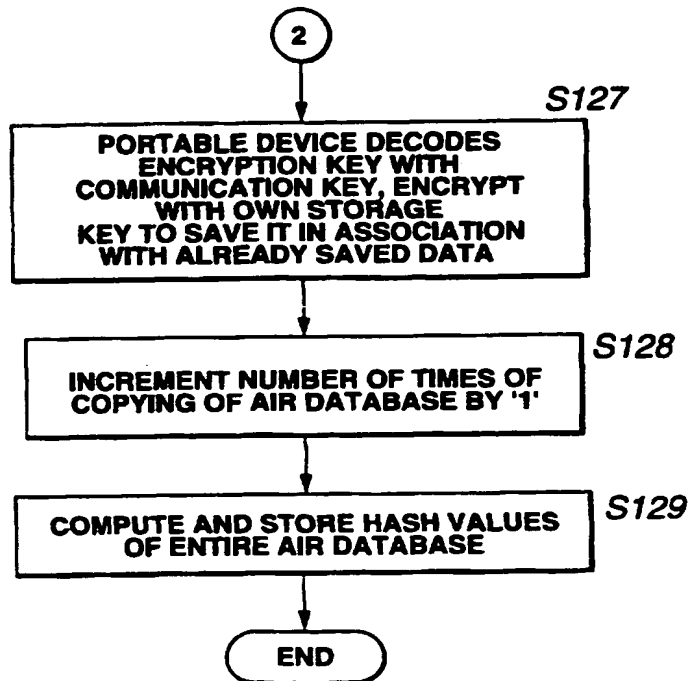 2
S127
PORTABLE DEVICE DECODES
ENCRYPTION KEY WITH
COMMUNICATION KEY, ENCRYPT
WITH OWN STORAGE
KEY TO SAVE IT IN ASSOCIATION
WITH ALREADY SAVED DATA
S128
INCREMENT NUMBER OF TIMES OF
COPYING OF AIR DATABASE BY '1'
S129
COMPUTE AND STORE HASH VALUES
OF ENTIRE AIR DATABASE
END